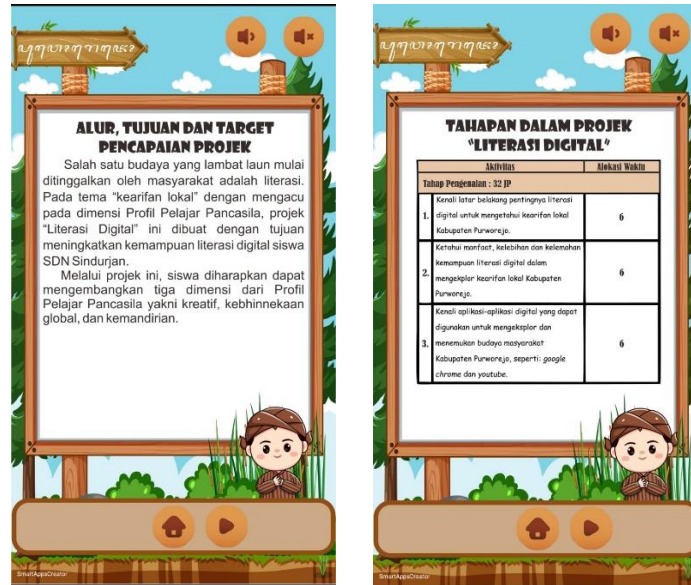 ALUR, TUJUAN DAN TARGET
PENCAPAIAN PROJEK
Salah satu budaya yang lambat laun mulai
ditinggalkan oleh masyarakat adalah literasi.
Pada tema “kearifan lokal” dengan mengacu
pada dimensi Profil Pelajar Pancasila, projek
“Literasi Digital” ini dibuat dengan tujuan
meningkatkan kemampuan literasi digital siswa
SDN Sindurjan.
Melalui projek ini, siswa diharapkan dapat
mengembangkan tiga dimensi dari Profil
Pelajar Pancasila yakni kreatif, kebhinnekaan
global, dan kemandirian.
SmartAppsCreator
TAHAPAN DALAM PROJEK
“LITERASI DIGITAL”
Aktivitas Alokasi Waktu
Tahap Pengenalan : 32 JP
Kenali latar belakang pentingnya literasi
1. digital untuk mengetahui kearifan lokal 6
Kabupaten Purworejo.
Ketahui manfaat, kelebihan dan kelemahan
2. kemampuan literasi digital dalam 6
mengekplor kearifan lokal Kabupaten
Purworejo.
Kenali aplikasi-aplikasi digital yang dapat
digunakan untuk mengeksplor dan
3. menemukan budaya masyarakat 6
Kabupaten Purworejo, seperti: google
chrome dan youtube.
SmartAppsCreator